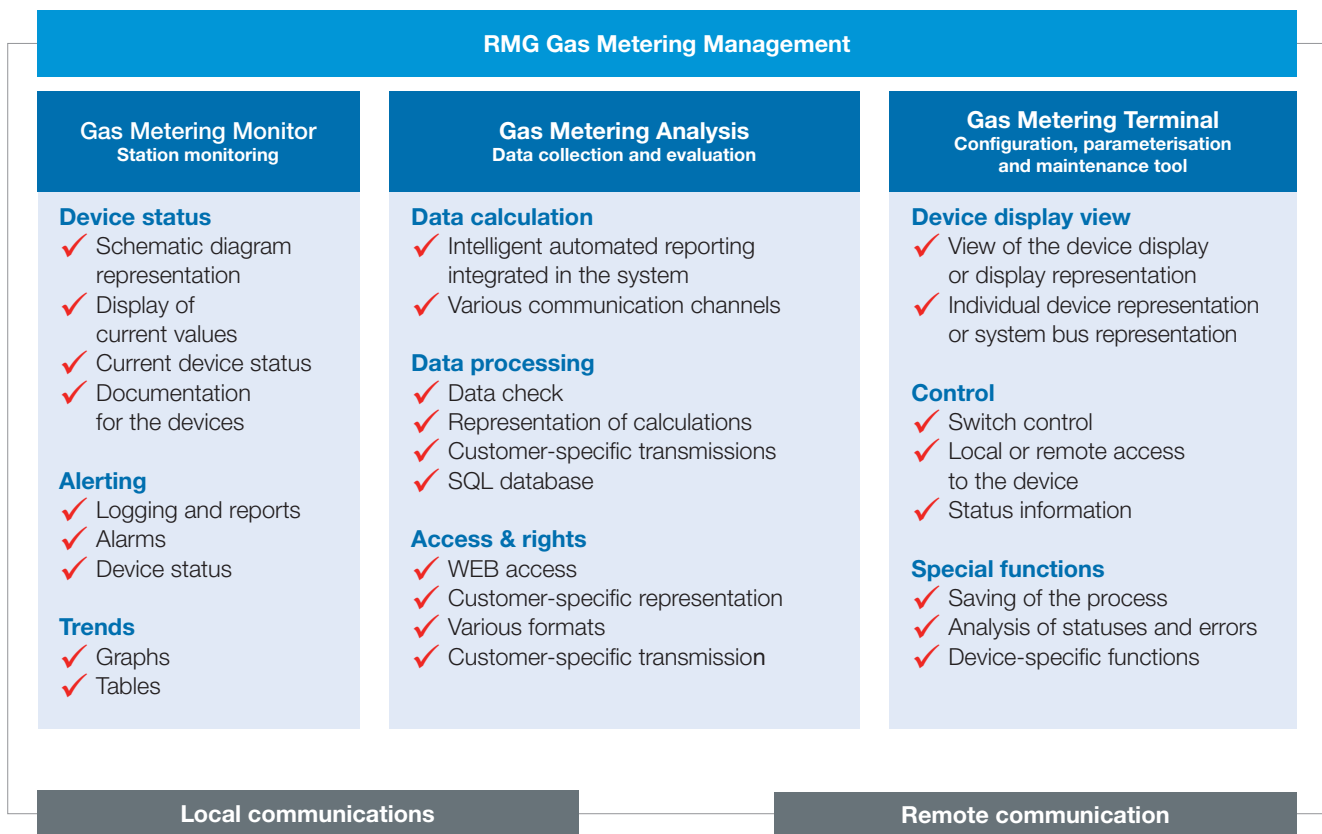 RMG Gas Metering Management
Gas Metering Monitor
Station monitoring
Device status
Schematic diagram
representation
Display of
current values
Current device status
Documentation
for the devices
Alerting
Logging and reports
Alarms
Device status
Trends
Graphs
Tables
Gas Metering Analysis
Data collection and evaluation
Data calculation
Intelligent automated reporting
integrated in the system
Various communication channels
Data processing
Data check
Representation of calculations
Customer-specific transmissions
SQL database
Access & rights
WEB access
Customer-specific representation
Various formats
Customer-specific transmission
Gas Metering Terminal
Configuration, parameterisation
and maintenance tool
Device display view
View of the device display
or display representation
Individual device representation
or system bus representation
Control
Switch control
Local or remote access
to the device
Status information
Special functions
Saving of the process
Analysis of statuses and errors
Device-specific functions
Local communications
Remote communication